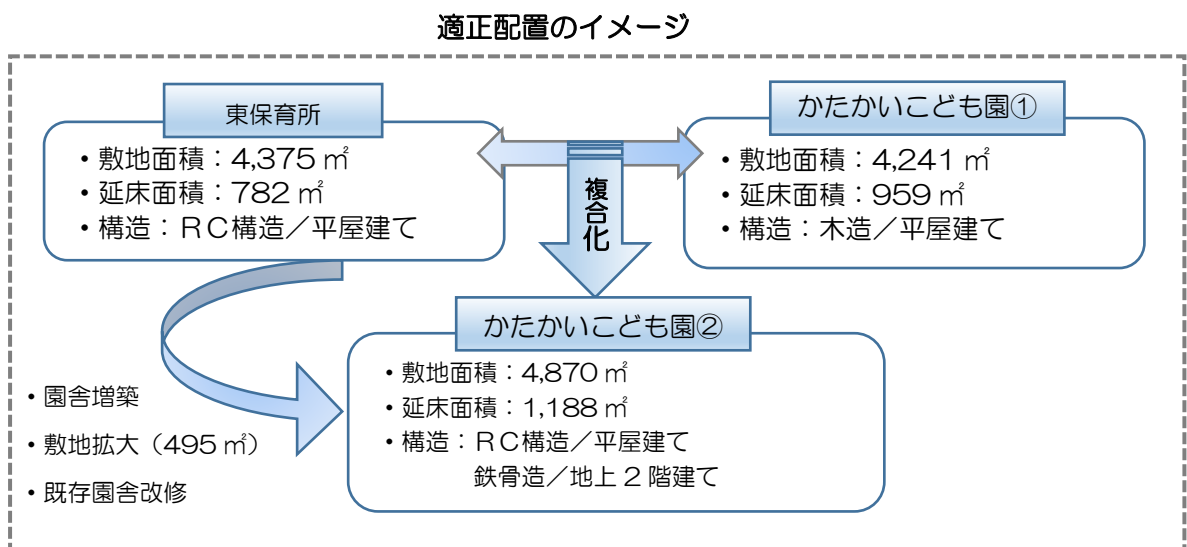 適正配置のイメージ
東保育所
・敷地面積:4,375 ㎡
・延床面積:782 ㎡
・構造:RC構造/平屋建て
複合化
かたかいこども園①
・敷地面積:4,241 ㎡
・延床面積:959 ㎡
・構造:木造/平屋建て
かたかいこども園②
・敷地面積:4,870 ㎡
・延床面積:1,188 ㎡
・構造:RC構造/平屋建て
鉄骨造/地上2階建て
・園舎増築
・敷地拡大(495 ㎡)
・既存園舎改修